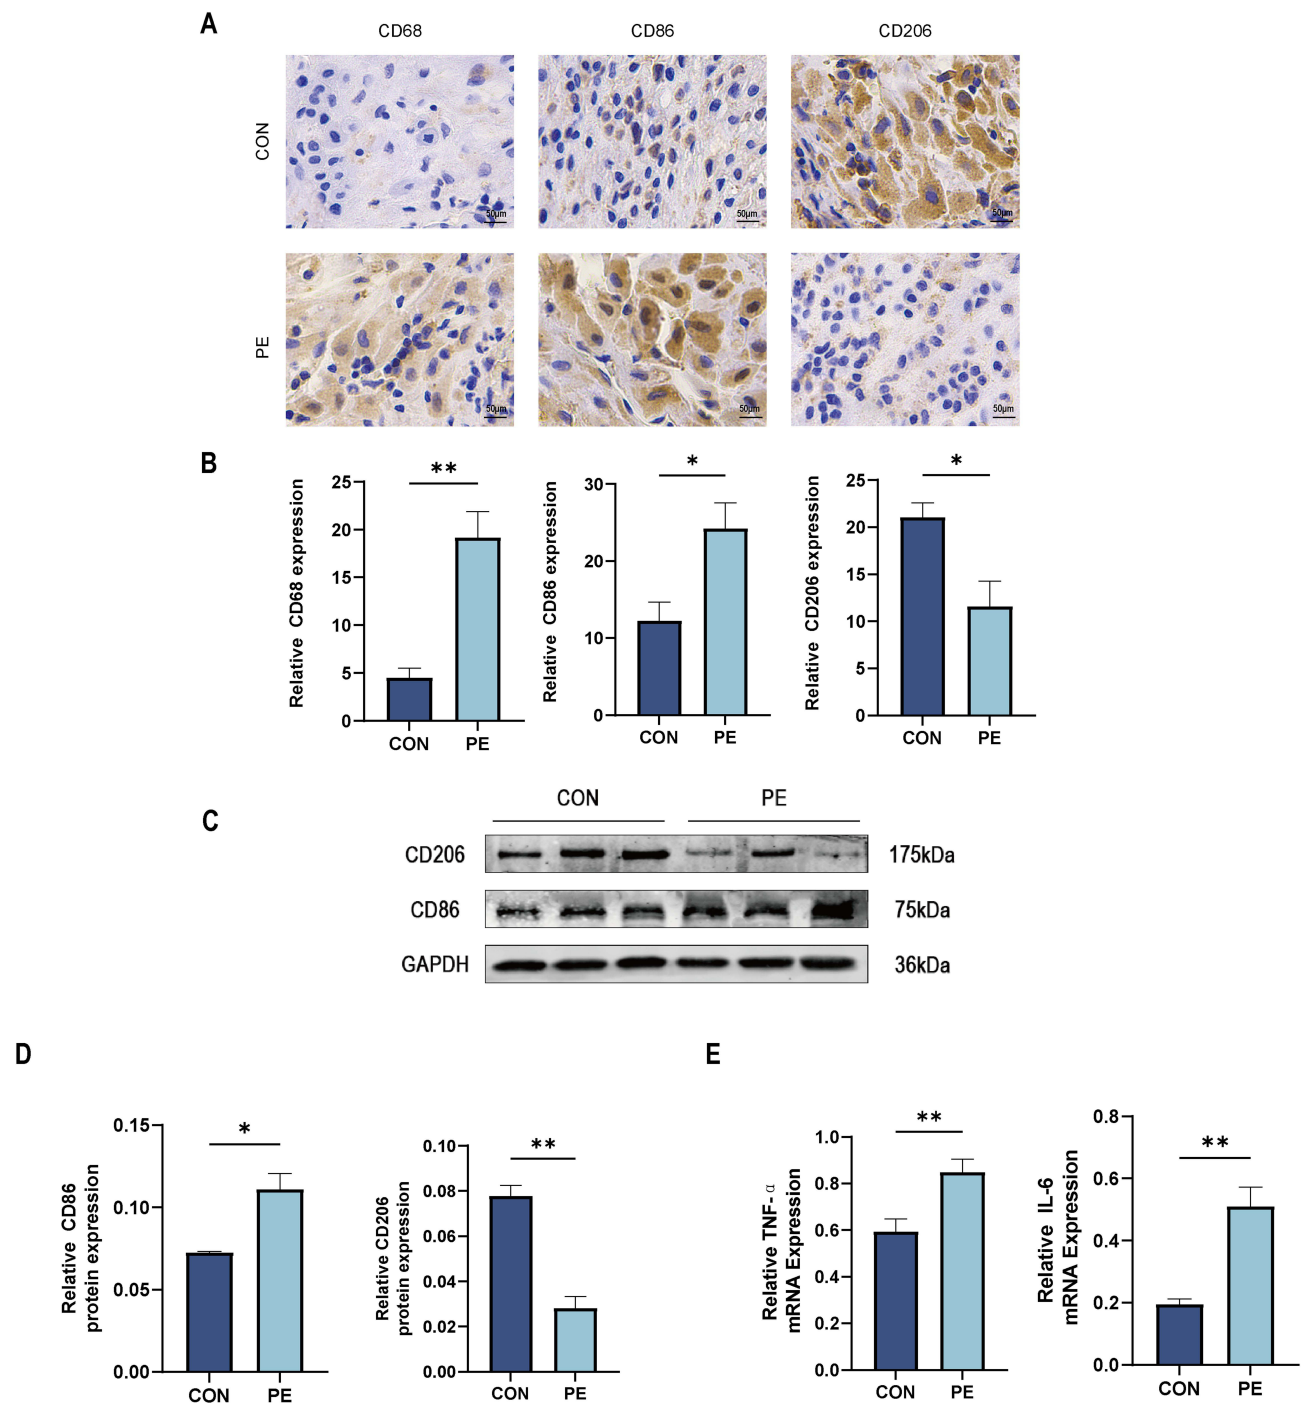 A
CD68
CD86
CD206
CON
50μm
50μm
50μm
PE
50μm
50μm
50μm
B
Relative CD68 expression
25
20
15
10
5
0
**
CON
PE
Relative CD86 expression
30
20
10
0
*
CON
PE
Relative CD206 expression
25
20
15
10
5
0
*
CON
PE
C
CON
PE
CD206
175kDa
CD86
75kDa
GAPDH
36kDa
D
Relative CD86
protein expression
0.15
0.10
0.05
0.00
*
CON
PE
Relative CD206
protein expression
0.10
0.08
0.06
0.04
0.02
0.00
**
CON
PE
E
Relative TNF-α
mRNA Expression
1.0
0.8
0.6
0.4
0.2
0.0
**
CON
PE
Relative IL-6
mRNA Expression
0.8
0.6
0.4
0.2
0.0
**
CON
PE